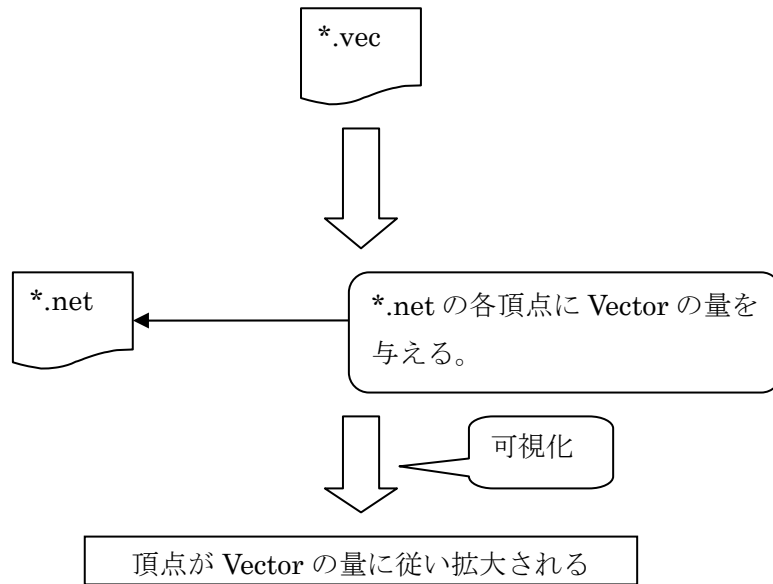 *.vec
*.net
*.net の各頂点に Vector の量を
与える。
可視化
頂点が Vector の量に従い拡大される